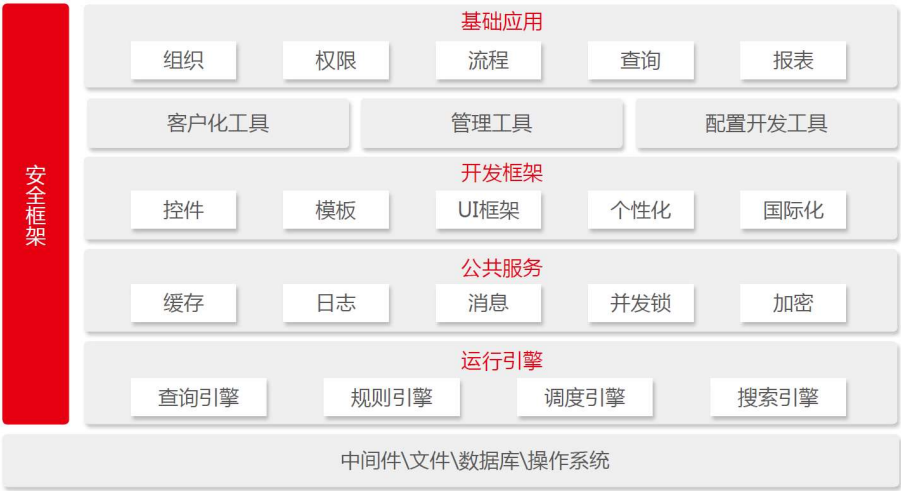 安全框架
基础应用
组织 权限 流程 查询 报表
客户化工具 管理工具 配置开发工具
开发框架
控件 模板 UI框架 个性化 国际化
公共服务
缓存 日志 消息 并发锁 加密
运行引擎
查询引擎 规则引擎 调度引擎 搜索引擎
中间件\文件\数据库\操作系统